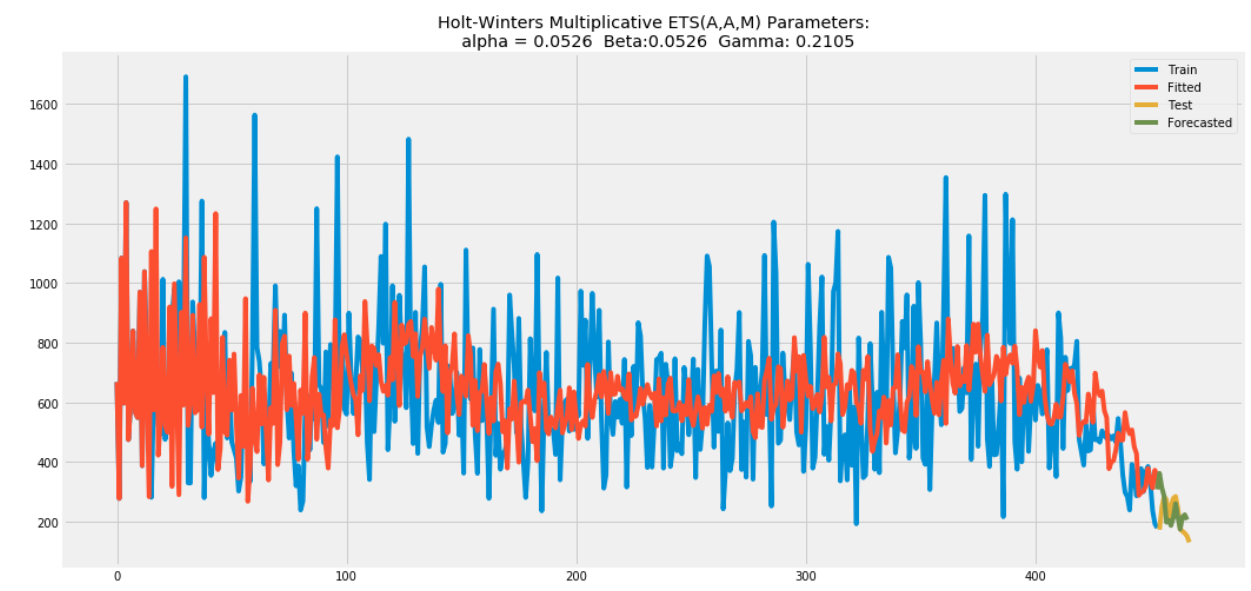 Holt-Winters Multiplicative ETS(A,A,M) Parameters:
alpha = 0.0526 Beta:0.0526 Gamma: 0.2105
Train
Fitted
Test
Forecasted
1600
1400
1200
1000
800
600
400
200
0 100 200 300 400